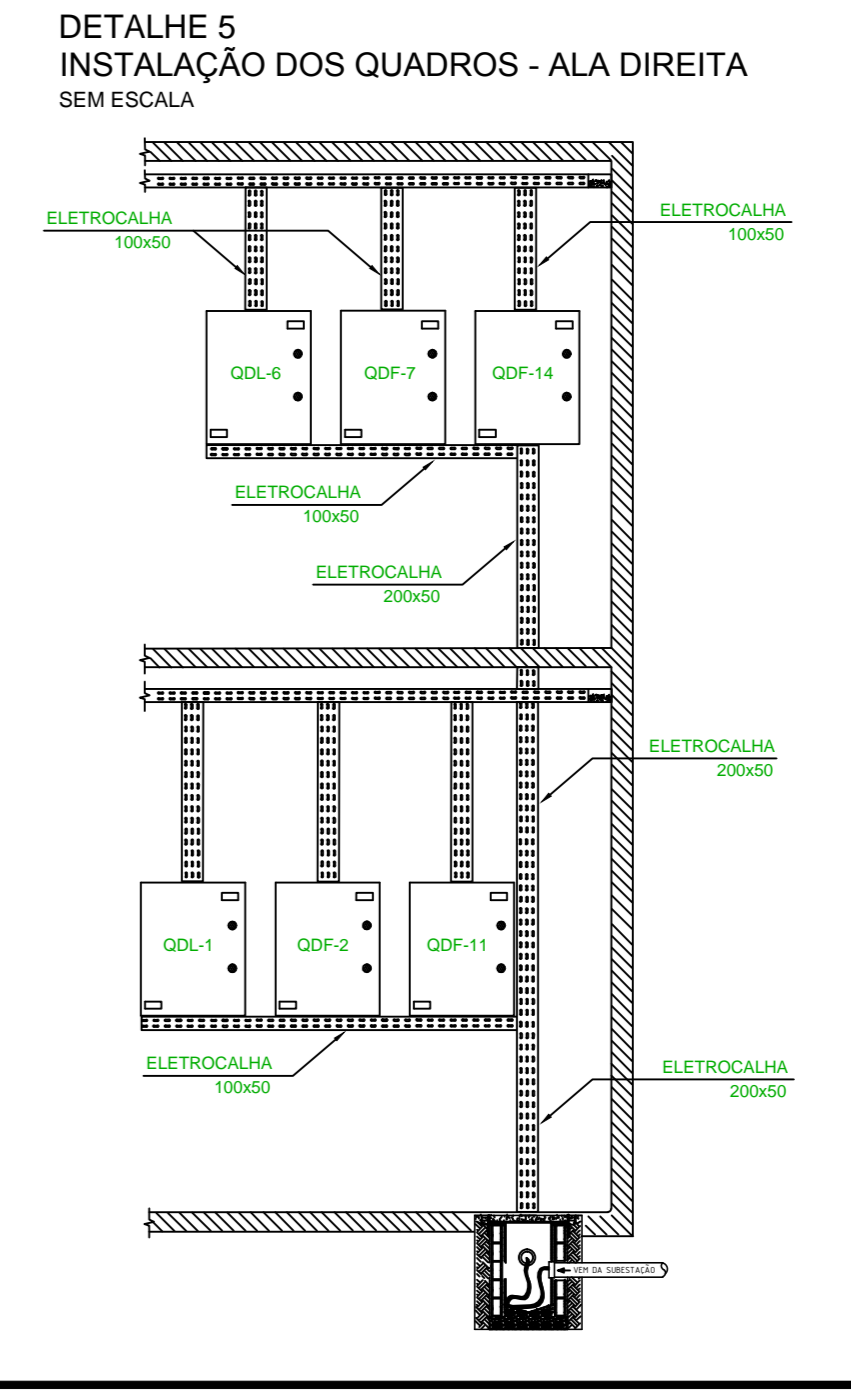 DETALHE 5
INSTALAÇÃO DOS QUADROS - ALA DIREITA
SEM ESCALA
ELETROCALHA
100x50
ELETROCALHA
100x50
QDL-6
QDF-7
QDF-14
ELETROCALHA
100x50
ELETROCALHA
200x50
ELETROCALHA
200x50
QDL-1
QDF-2
QDF-11
ELETROCALHA
100x50
ELETROCALHA
200x50
VEM DA SUBESTAÇÃO